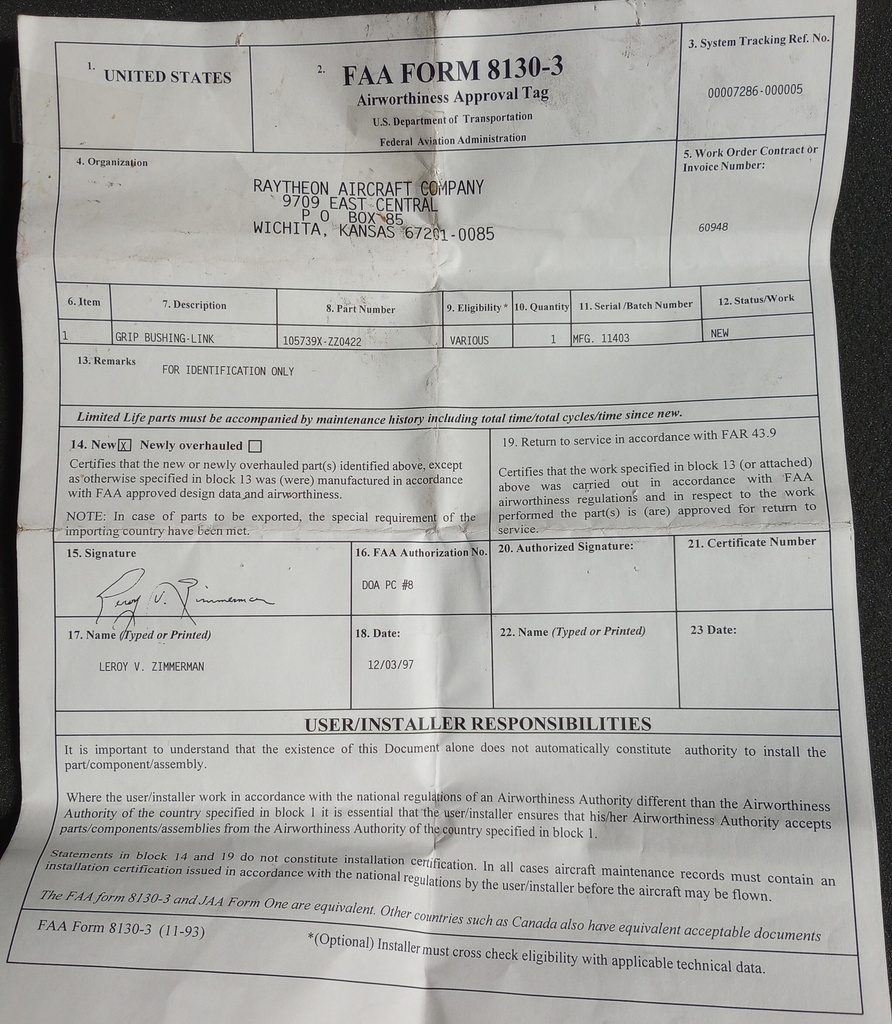 1. UNITED STATES
2. FAA FORM 8130-3
Airworthiness Approval Tag
U.S. Department of Transportation
Federal Aviation Administration
3. System Tracking Ref. No.
00007286-000005
4. Organization
RAYTHEON AIRCRAFT COMPANY
9709 EAST CENTRAL
P O BOX 85
WICHITA, KANSAS 67201-0085
5. Work Order Contract or
Invoice Number:
60948
6. Item 7. Description 8. Part Number 9. Eligibility* 10. Quantity 11. Serial /Batch Number 12. Status/Work
1 GRIP BUSHING-LINK 105739X-ZZ0422 VARIOUS 1 MFG. 11403 NEW
13. Remarks
FOR IDENTIFICATION ONLY
Limited Life parts must be accompanied by maintenance history including total time/total cycles/time since new.
14. New [X] Newly overhauled [ ]
Certifies that the new or newly overhauled part(s) identified above, except
as otherwise specified in block 13 was (were) manufactured in accordance
with FAA approved design data and airworthiness.
NOTE: In case of parts to be exported, the special requirement of the
importing country have been met.
19. Return to service in accordance with FAR 43.9
Certifies that the work specified in block 13 (or attached)
above was carried out in accordance with FAA
airworthiness regulations and in respect to the work
performed the part(s) is (are) approved for return to
service.
15. Signature
Leroy V. Zimmerman
16. FAA Authorization No.
DOA PC #8
20. Authorized Signature:
21. Certificate Number
17. Name (Typed or Printed)
LEROY V. ZIMMERMAN
18. Date:
12/03/97
22. Name (Typed or Printed)
23 Date:
USER/INSTALLER RESPONSIBILITIES
It is important to understand that the existence of this Document alone does not automatically constitute authority to install the
part/component/assembly.
Where the user/installer work in accordance with the national regulations of an Airworthiness Authority different than the Airworthiness
Authority of the country specified in block 1 it is essential that the user/installer ensures that his/her Airworthiness Authority accepts
parts/components/assemblies from the Airworthiness Authority of the country specified in block 1.
Statements in block 14 and 19 do not constitute installation certification. In all cases aircraft maintenance records must contain an
installation certification issued in accordance with the national regulations by the user/installer before the aircraft may be flown.
The FAA form 8130-3 and JAA Form One are equivalent. Other countries such as Canada also have equivalent acceptable documents
FAA Form 8130-3 (11-93)
*(Optional) Installer must cross check eligibility with applicable technical data.